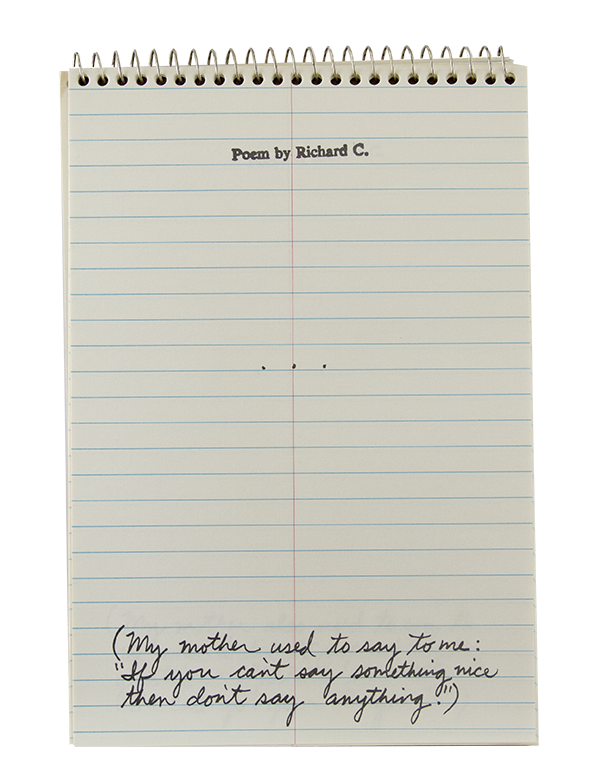 Poem by Richard C.
. . .
(My mother used to say to me:
"If you can't say something nice
then don't say anything.")